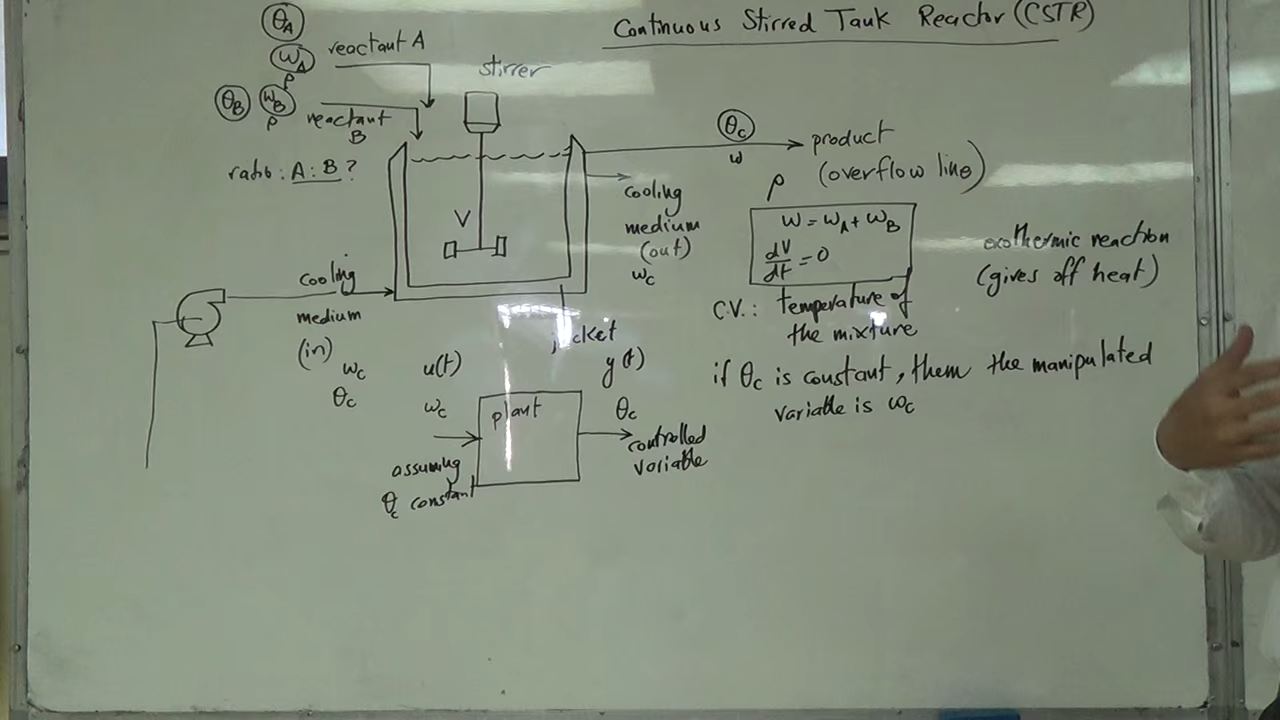 Continuous Stirred Tank Reactor (CSTR)
θA
WA
ρ
reactant A
θB WB
ρ
reactant
B
ratio: A:B?
stirrer
V
θc
w
product
(overflow line)
ρ
cooling
medium
(out)
wc
W = WA + WB
dV/dt = 0
exothermic reaction
(gives off heat)
C.V.: temperature of
the mixture
if θc is constant, them the manipulated
variable is wc
cooling
medium
(in)
wc
θc
jacket
u(t)
wc
plant
y(t)
θc
controlled
variable
assuming
θc constant